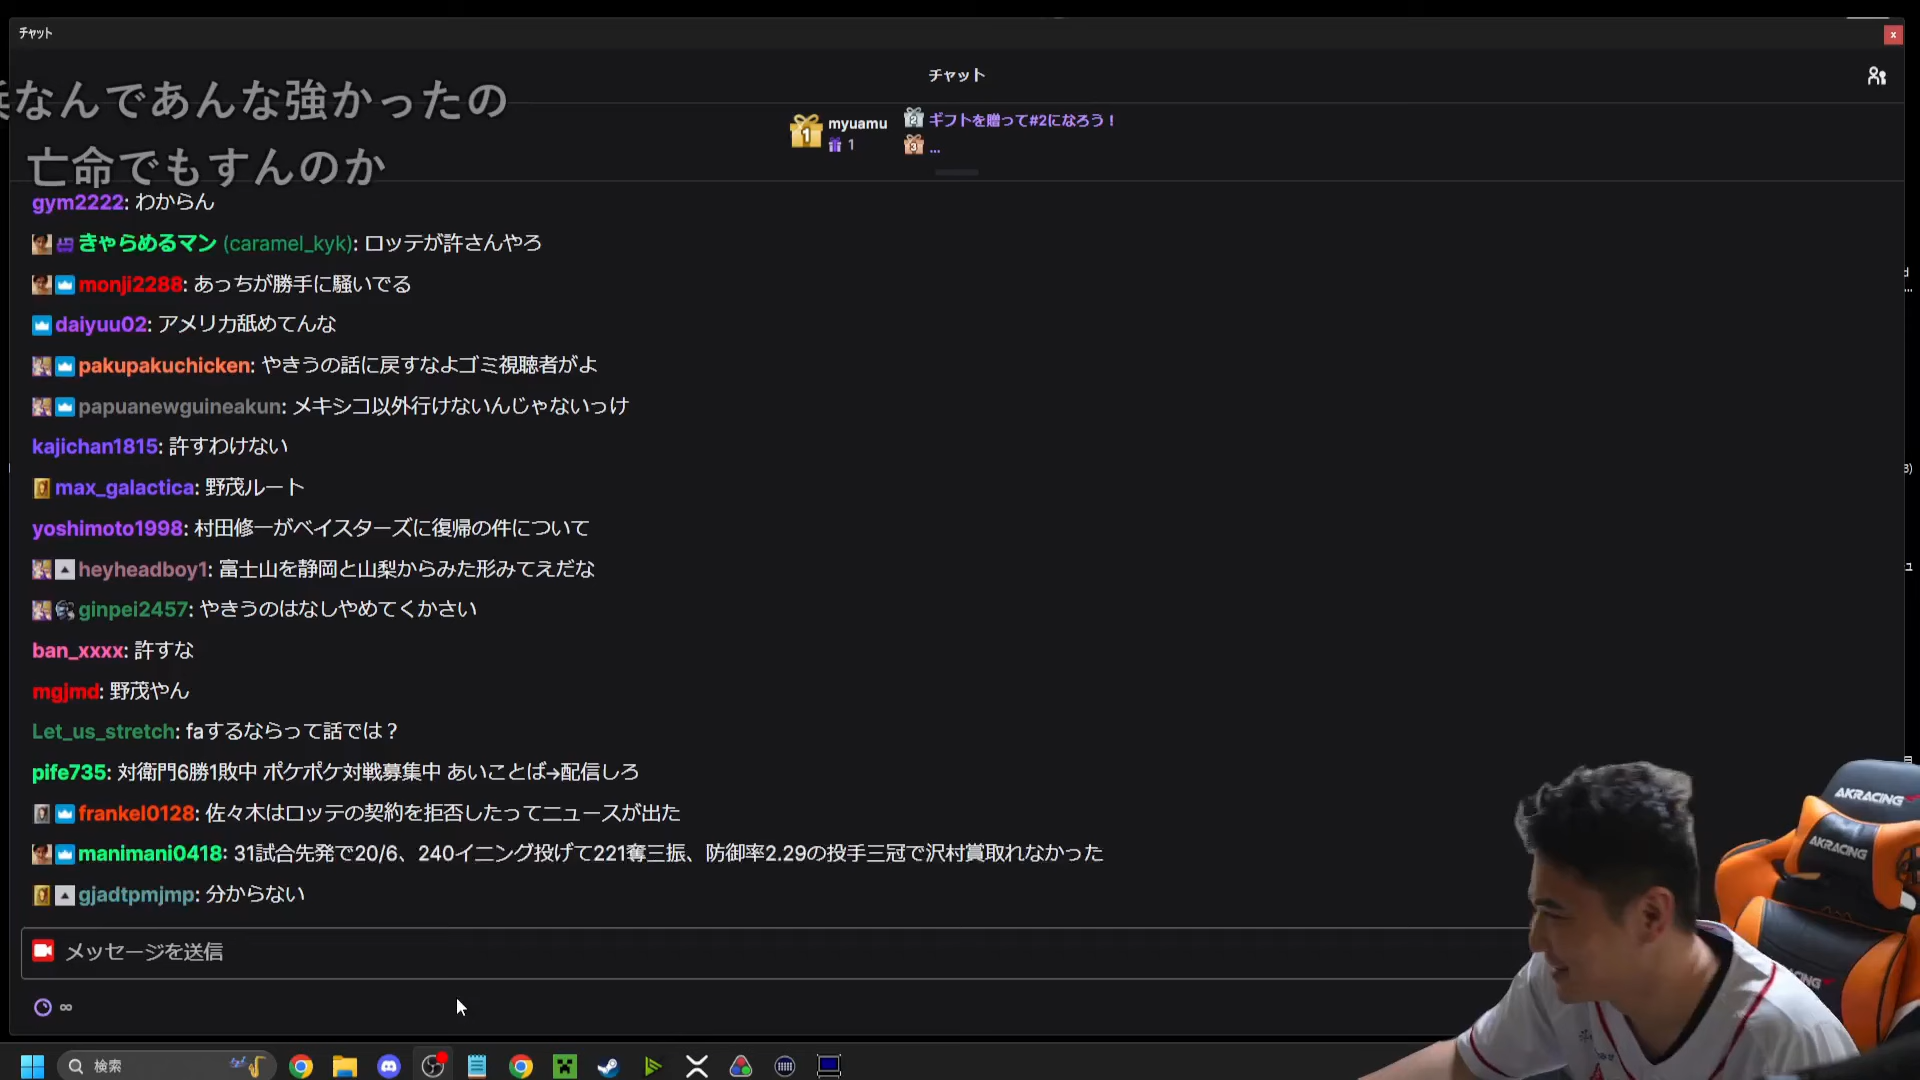 チャット
チャット
なんであんな強かったの
亡命でもすんのか
1 myuamu
1
2 ギフトを贈って#2になろう！
3 ...
gym2222: わからん
きゃらめるマン (caramel_kyk): ロッテが許さんやろ
monji2288: あっちが勝手に騒いでる
daiyuu02: アメリカ舐めてんな
pakupakuchicken: やきうの話に戻すなよゴミ視聴者がよ
papuanewguineakun: メキシコ以外行けないんじゃないっけ
kajichan1815: 許すわけない
max_galactica: 野茂ルート
yoshimoto1998: 村田修一がベイスターズに復帰の件について
heyheadboy1: 富士山を静岡と山梨からみた形みてえだな
ginpei2457: やきうのはなしやめてくかさい
ban_xxxx: 許すな
mgjmd: 野茂やん
Let_us_stretch: faするならって話では？
pife735: 対衛門6勝1敗中 ポケポケ対戦募集中 あいことば→配信しろ
frankel0128: 佐々木はロッテの契約を拒否したってニュースが出た
manimani0418: 31試合先発で20/6、240イニング投げて221奪三振、防御率2.29の投手三冠で沢村賞取れなかった
gjadtpmjmp: 分からない
メッセージを送信
∞
検索
AKRACING
AKRACING